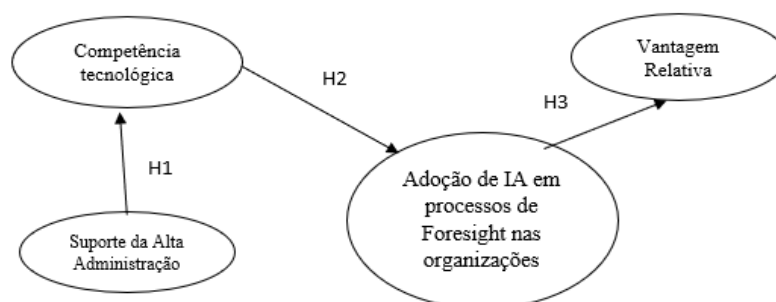 Competência
tecnológica
H2
Vantagem
Relativa
H3
H1
Adoção de IA em
processos de
Foresight nas
organizações
Suporte da Alta
Administração